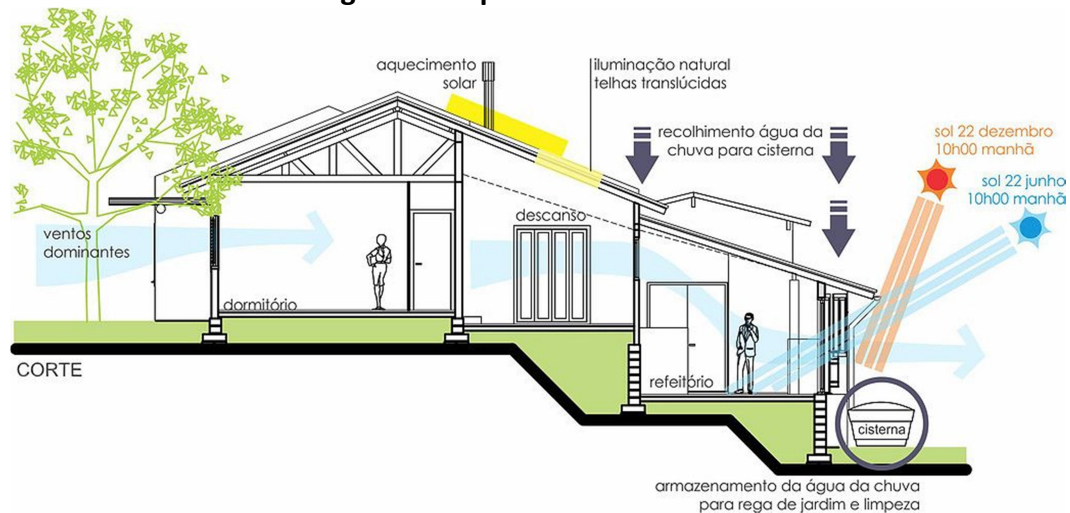 aquecimento
solar
iluminação natural
telhas translúcidas
recolhimento água da
chuva para cisterna
sol 22 dezembro
10h00 manhã
sol 22 junho
10h00 manhã
ventos
dominantes
descanso
dormitório
refeitório
CORTE
cisterna
armazenamento da água da chuva
para rega de jardim e limpeza